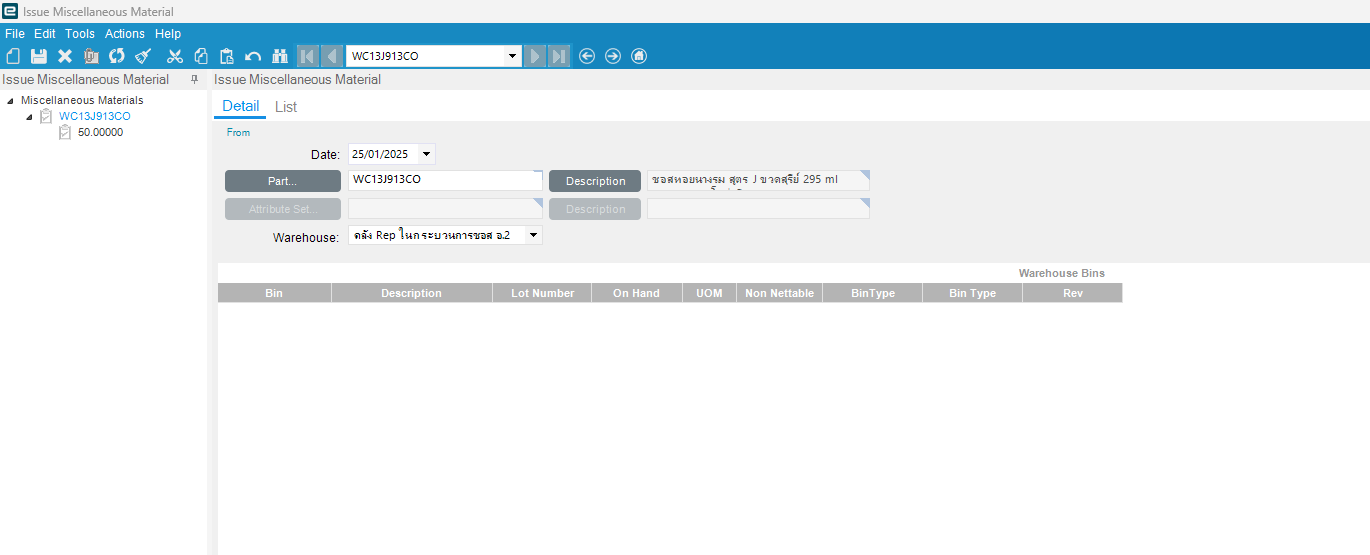 Issue Miscellaneous Material
File Edit Tools Actions Help
WC13J913CO
Issue Miscellaneous Material
Issue Miscellaneous Material
Miscellaneous Materials
WC13J913CO
50.00000
Detail List
From
Date: 25/01/2025
Part... WC13J913CO Description ซอสหอยนางรม สูตร J ขวดสุรีย์ 295 ml
Attribute Set... Description
Warehouse: คลัง Rep ในกระบวนการซอส อ.2
Warehouse Bins
Bin Description Lot Number On Hand UOM Non Nettable BinType Bin Type Rev